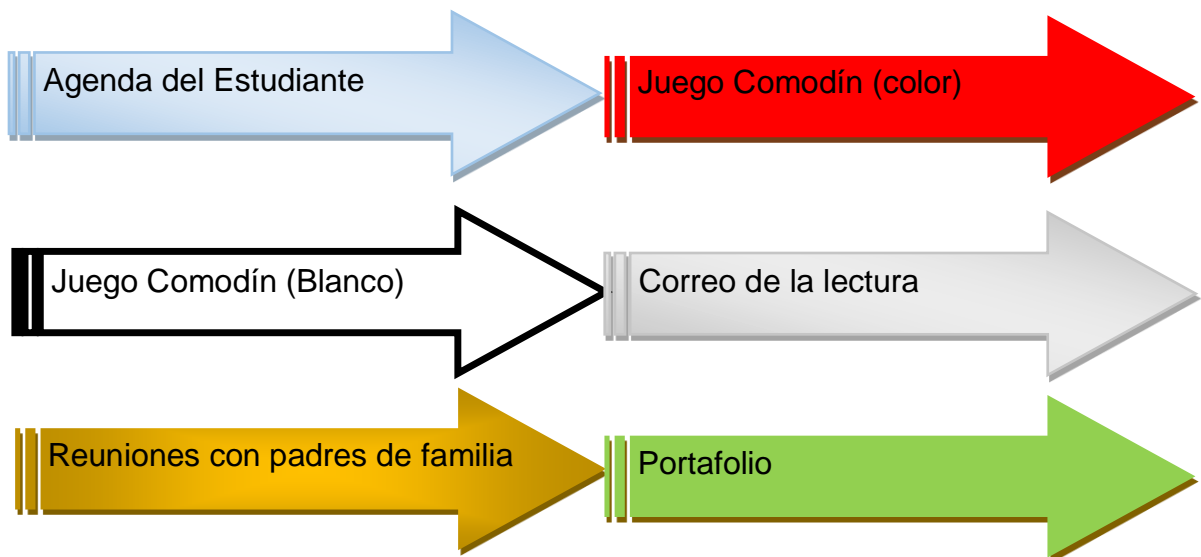 Agenda del Estudiante
Juego Comodín (color)
Juego Comodín (Blanco)
Correo de la lectura
Reuniones con padres de familia
Portafolio